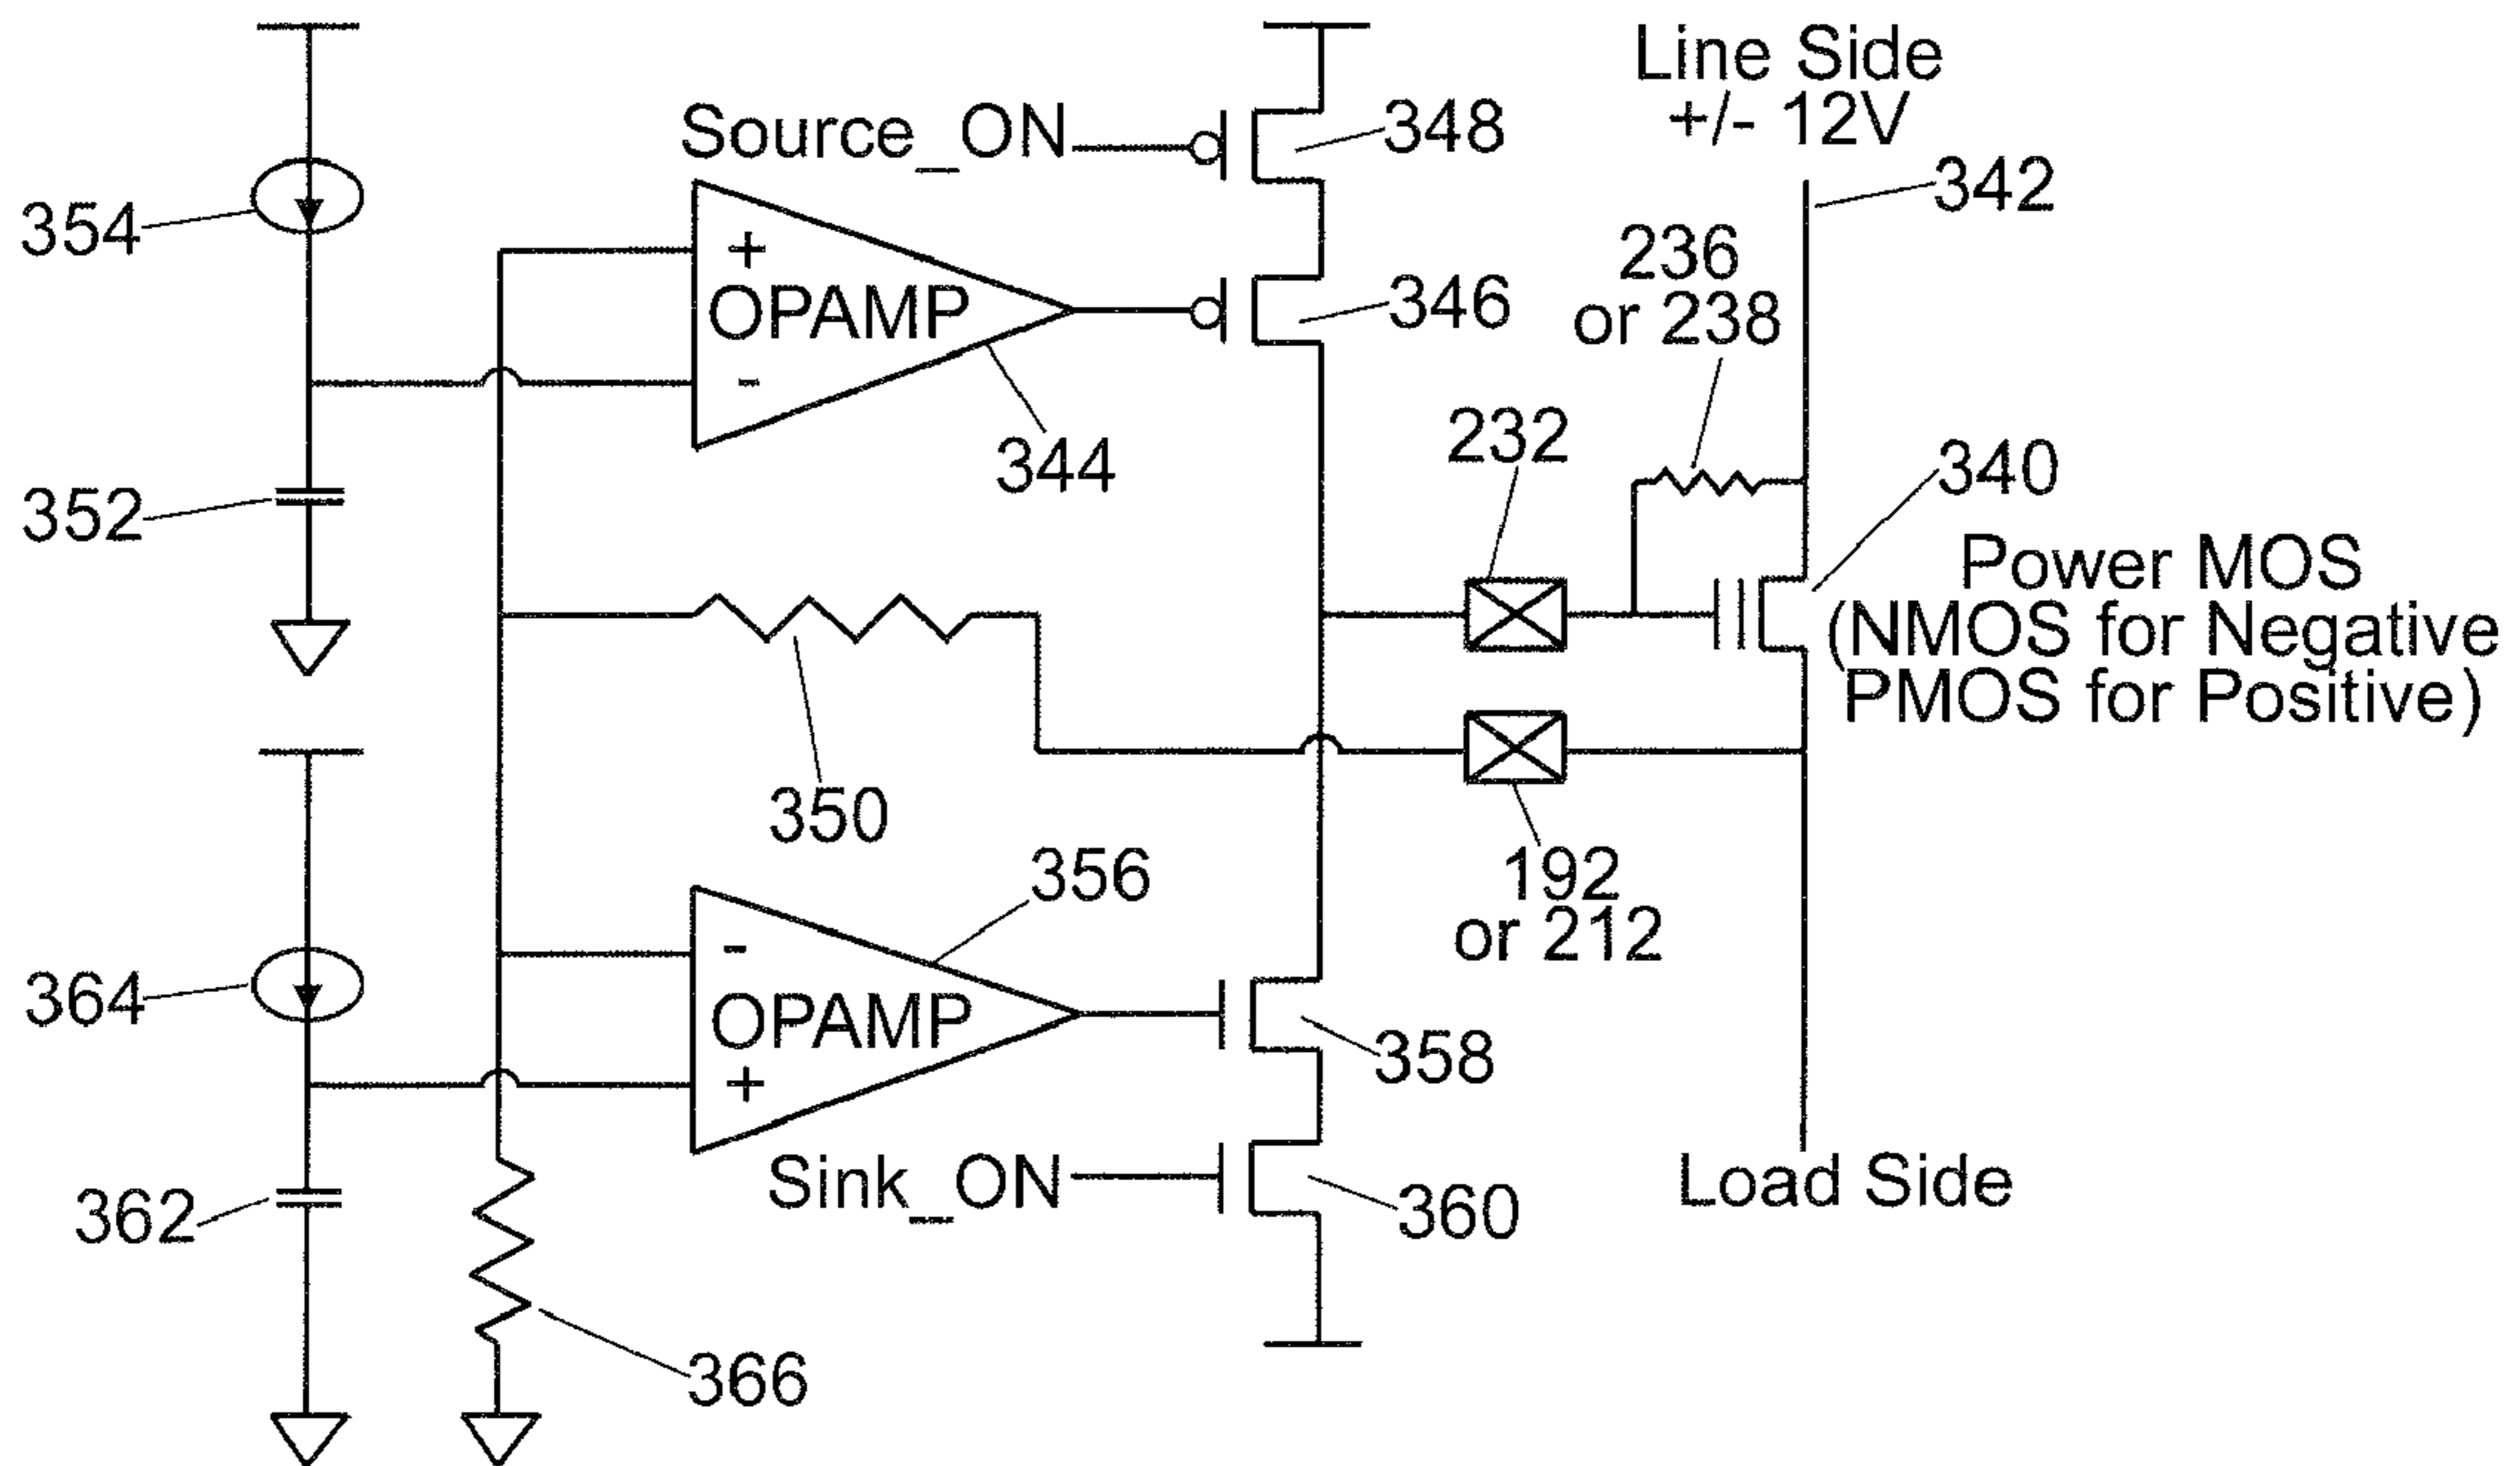 Line Side
+/- 12V
Source_ON
348
342
354
236
or 238
+
OPAMP
-
346
232
344
340
352
Power MOS
(NMOS for Negative
PMOS for Positive)
350
356
192
or 212
-
OPAMP
+
364
358
Sink_ON
Load Side
362
360
366